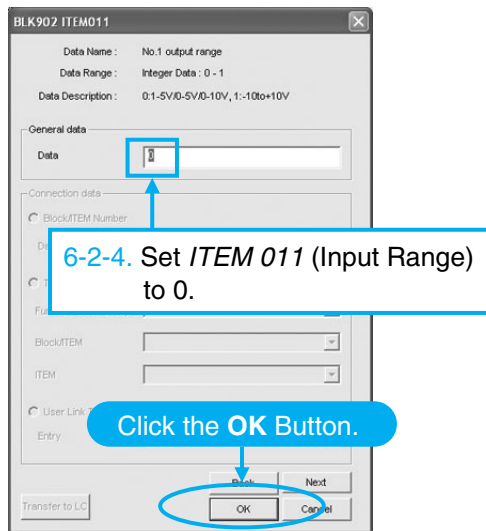 BLK902 ITEM011
Data Name : No.1 output range
Data Range : Integer Data : 0 - 1
Data Description : 0:1-5V/0-5V/0-10V, 1:-10to+10V
General data
Data 0
Connection data
Block/ITEM Number
6-2-4. Set ITEM 011 (Input Range)
to 0.
Block/ITEM
ITEM
User Link
Click the OK Button.
Entry
Back Next
Transfer to LC OK Cancel